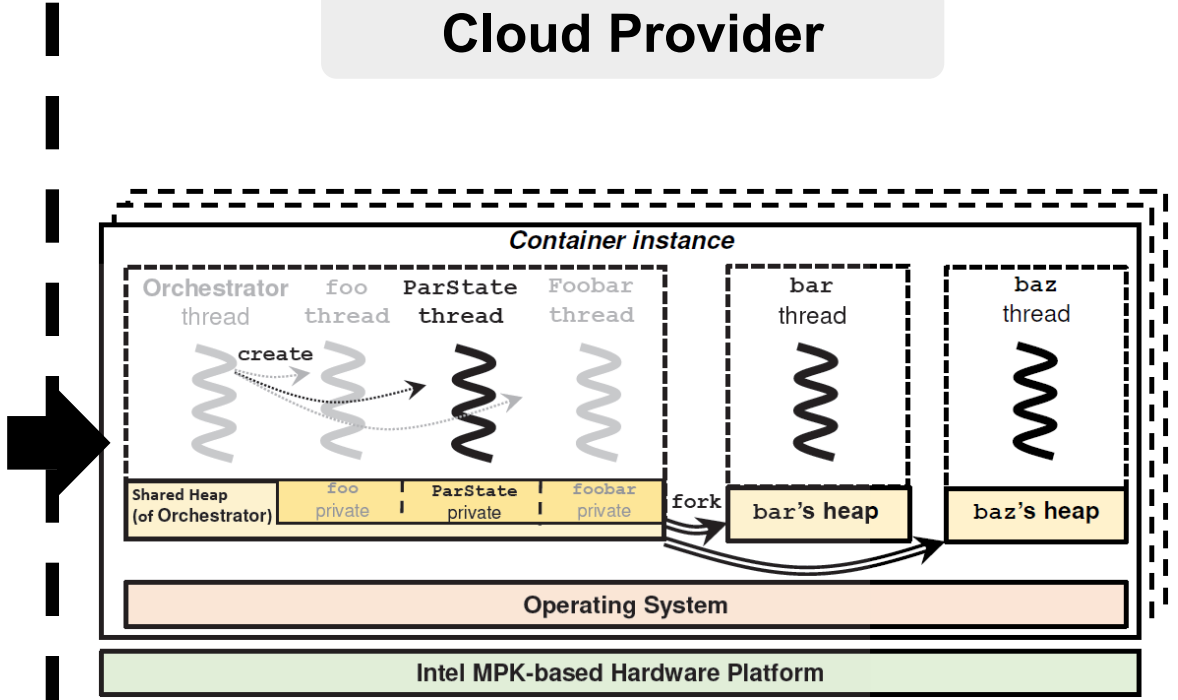 Cloud Provider
Container instance
Orchestrator
thread
foo
thread
ParState
thread
Foobar
thread
bar
thread
baz
thread
create
Shared Heap
(of Orchestrator)
foo
private
ParState
private
foobar
private
fork
bar's heap
baz's heap
Operating System
Intel MPK-based Hardware Platform